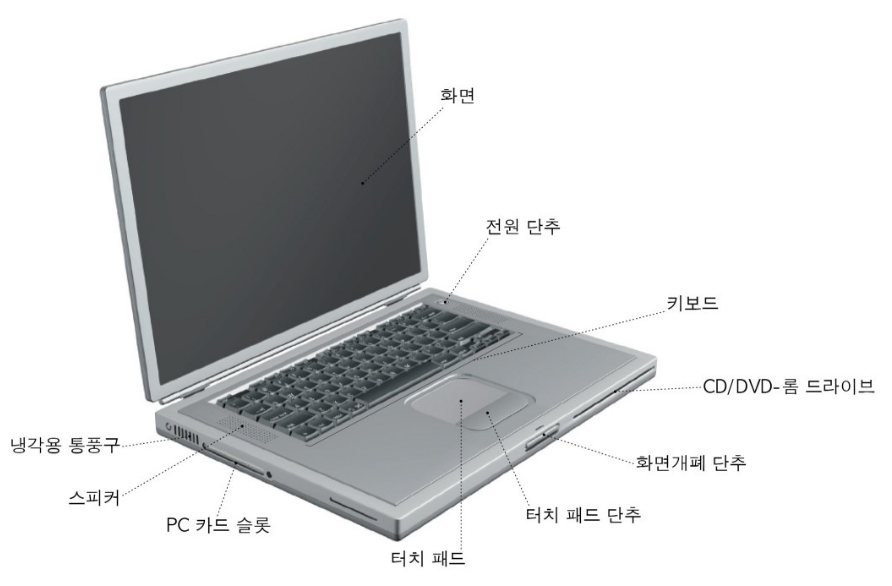 화면
전원 단추
키보드
CD/DVD-롬 드라이브
냉각용 통풍구
화면개폐 단추
스피커
터치 패드 단추
PC 카드 슬롯
터치 패드